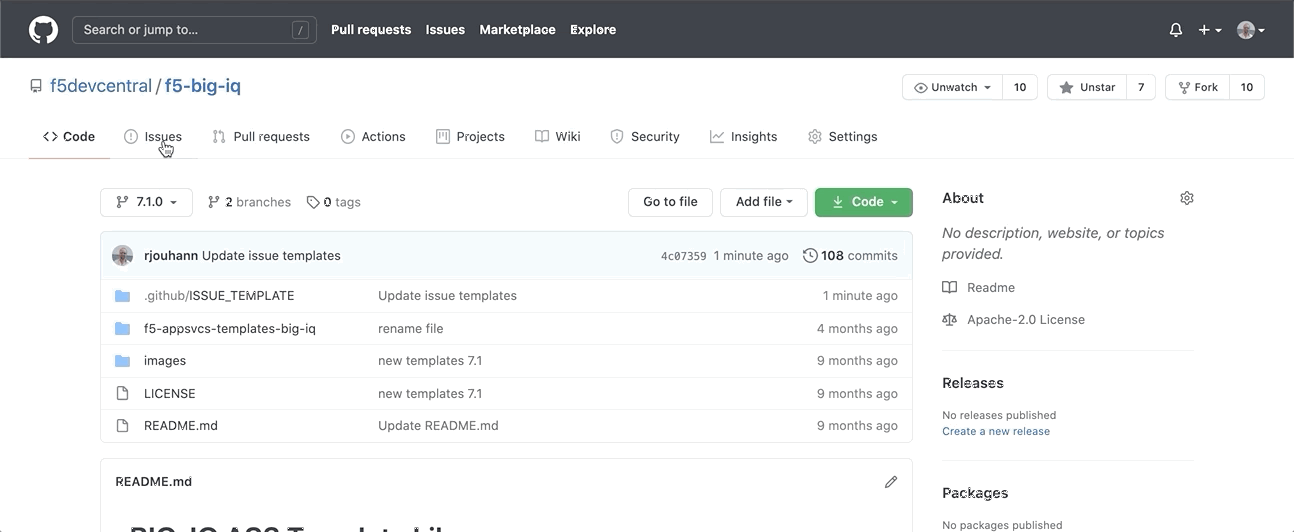 Search or jump to... / Pull requests Issues Marketplace Explore
f5devcentral / f5-big-iq Unwatch 10 Unstar 7 Fork 10
Code Issues Pull requests Actions Projects Wiki Security Insights Settings
7.1.0 2 branches 0 tags Go to file Add file Code
rjouhann Update issue templates 4c07359 1 minute ago 108 commits
.github/ISSUE_TEMPLATE Update issue templates 1 minute ago
f5-appsvcs-templates-big-iq rename file 4 months ago
images new templates 7.1 9 months ago
LICENSE new templates 7.1 9 months ago
README.md Update README.md 9 months ago
README.md
About
No description, website, or topics
provided.
Readme
Apache-2.0 License
Releases
No releases published
Create a new release
Packages
No packages published